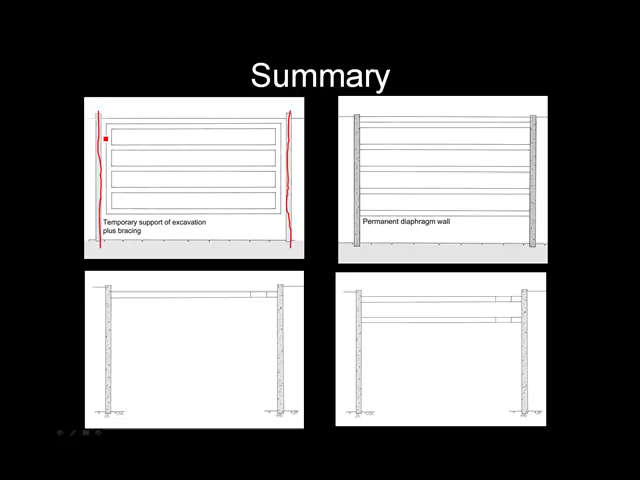 Summary
Temporary support of excavation
plus bracing
Permanent diaphragm wall